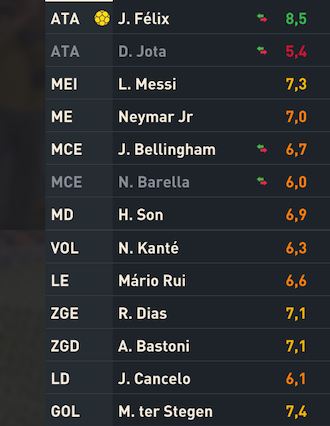 ATA J. Félix 8,5
ATA D. Jota 5,4
MEI L. Messi 7,3
ME Neymar Jr 7,0
MCE J. Bellingham 6,7
MCE N. Barella 6,0
MD H. Son 6,9
VOL N. Kanté 6,3
LE Mário Rui 6,6
ZGE R. Dias 7,1
ZGD A. Bastoni 7,1
LD J. Cancelo 6,1
GOL M. ter Stegen 7,4